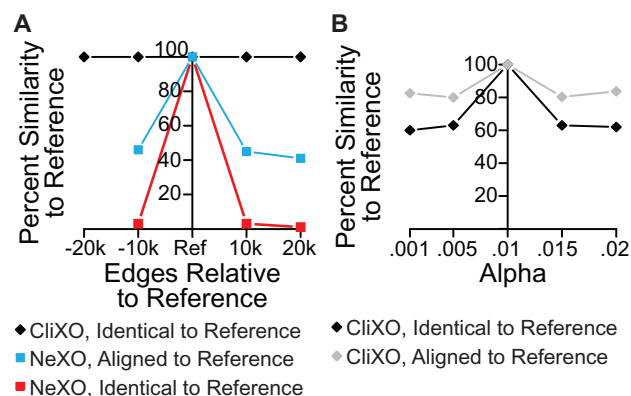 A
Percent Similarity
to Reference
100
80
60
40
20
-20k -10k Ref 10k 20k
Edges Relative
to Reference
CliXO, Identical to Reference
NeXO, Aligned to Reference
NeXO, Identical to Reference
B
Percent Similarity
to Reference
100
80
60
40
20
.001 .005 .01 .015 .02
Alpha
CliXO, Identical to Reference
CliXO, Aligned to Reference